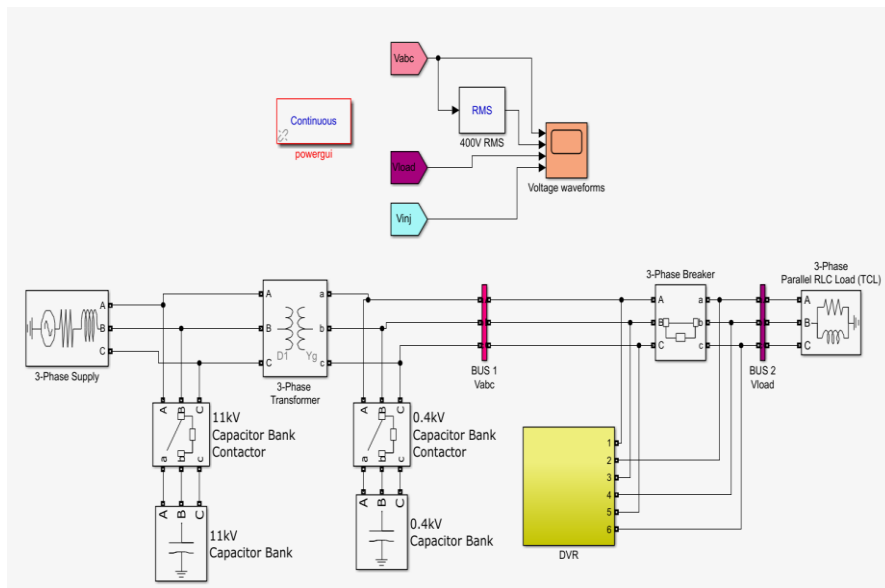 Vabc
RMS
400V RMS
Continuous
powergui
Vload
Voltage waveforms
Vinj
3-Phase Supply
A
B
C
A
B
C
a
b
c
D1
Yg
3-Phase
Transformer
BUS 1
Vabc
3-Phase Breaker
A
B
C
a
b
c
BUS 2
Vload
3-Phase
Parallel RLC Load (TCL)
A
B
C
A
B
C
a
b
c
11kV
Capacitor Bank
Contactor
A
B
C
a
b
c
0.4kV
Capacitor Bank
Contactor
A
B
C
11kV
Capacitor Bank
A
B
C
0.4kV
Capacitor Bank
1
2
3
4
5
6
DVR